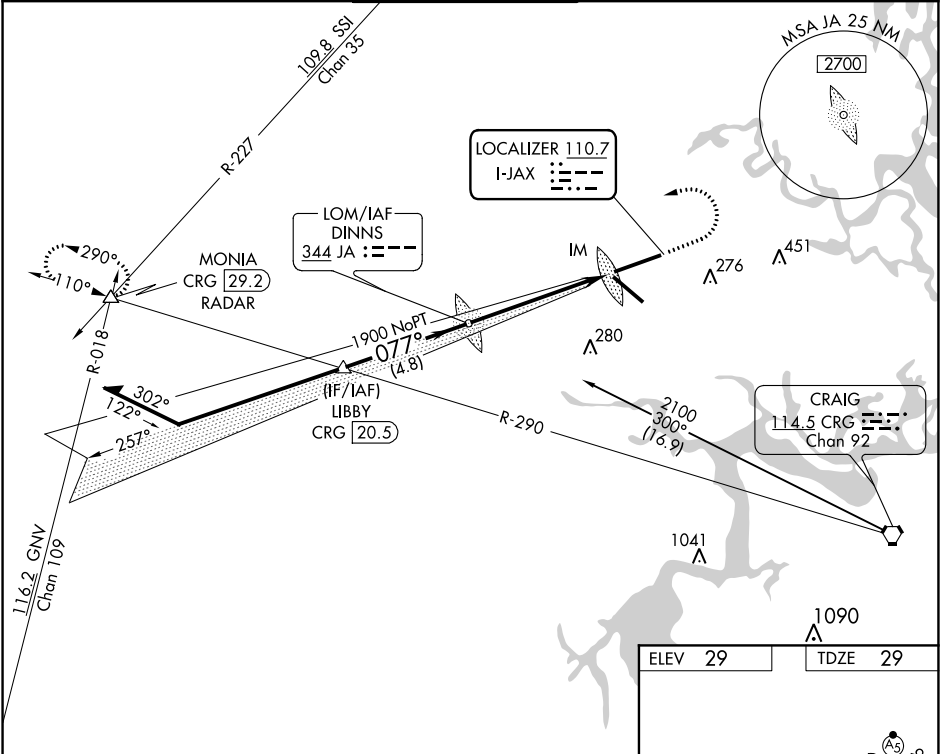 109.8 SSI
Chan 35
MSA JA 25 NM
2700
R-227
LOCALIZER 110.7
I-JAX
LOM/IAF
DINNS
344 JA
IM
276
451
290°
110°
MONIA
CRG 29.2
RADAR
1900 NoPT
077°
(4.8)
280
R-018
302°
122°
257°
(IF/IAF)
LIBBY
CRG 20.5
R-290
2100
300°
(16.9)
CRAIG
114.5 CRG
Chan 92
116.2 GNV
Chan 109
1041
1090
ELEV 29
TDZE 29
A5